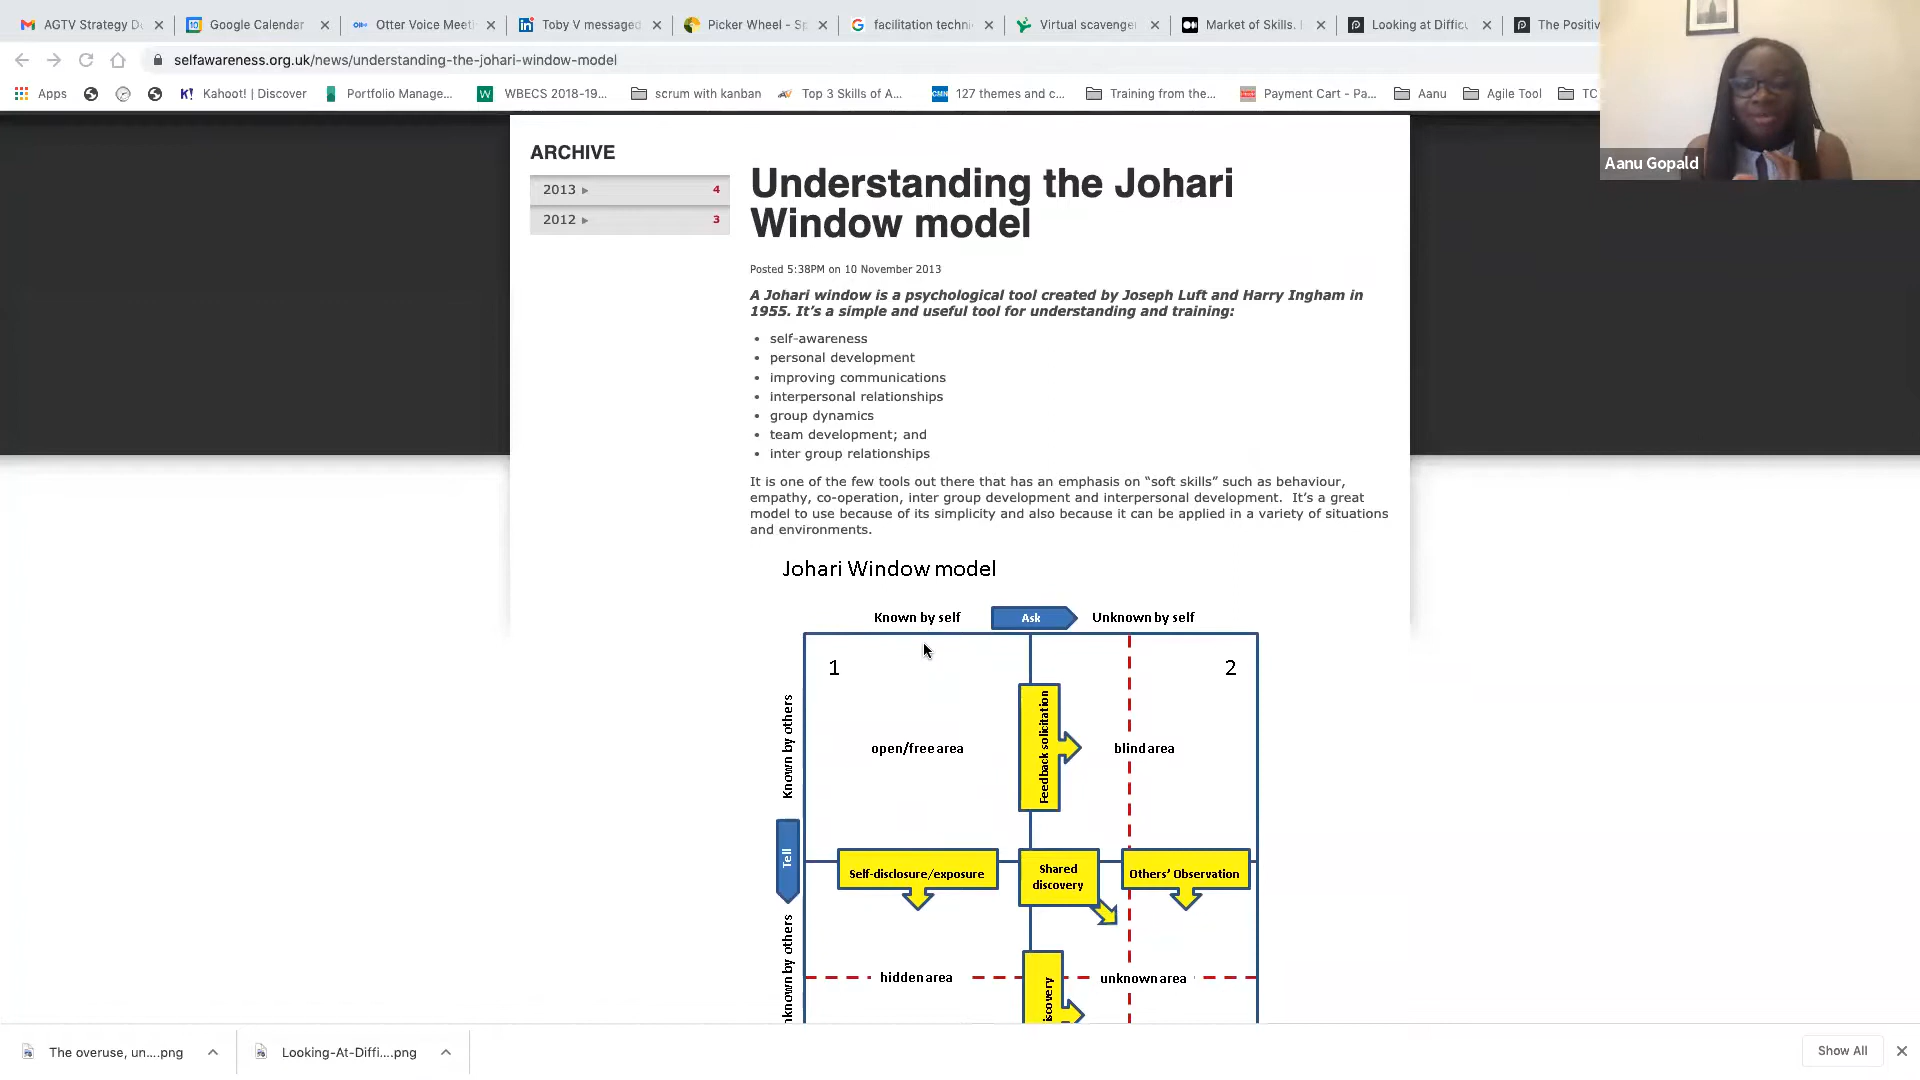 AGTV Strategy Do
Google Calendar
Otter Voice Meeti
Toby V messaged
Picker Wheel - Sp
facilitation techni
Virtual scavenge
Market of Skills.
Looking at Difficu
The Positiv
selfawareness.org.uk/news/understanding-the-johari-window-model
Apps
Kahoot! | Discover
Portfolio Manage...
WBECS 2018-19...
scrum with kanban
Top 3 Skills of A...
127 themes and c...
Training from the...
Payment Cart - Pa...
Aanu
Agile Tool
TC
Aanu Gopald
ARCHIVE
2013 4
2012 3
Understanding the Johari
Window model
Posted 5:38PM on 10 November 2013
A Johari window is a psychological tool created by Joseph Luft and Harry Ingham in
1955. It's a simple and useful tool for understanding and training:
• self-awareness
• personal development
• improving communications
• interpersonal relationships
• group dynamics
• team development; and
• inter group relationships
It is one of the few tools out there that has an emphasis on “soft skills” such as behaviour,
empathy, co-operation, inter group development and interpersonal development. It's a great
model to use because of its simplicity and also because it can be applied in a variety of situations
and environments.
Johari Window model
Known by self
Ask
Unknown by self
1
2
Known by others
open/free area
Feedback solicitation
blind area
Tell
Self-disclosure/exposure
Shared
discovery
Others' Observation
nknown by others
hidden area
iscovery
unknown area
The overuse, un....png
Looking-At-Diffi....png
Show All